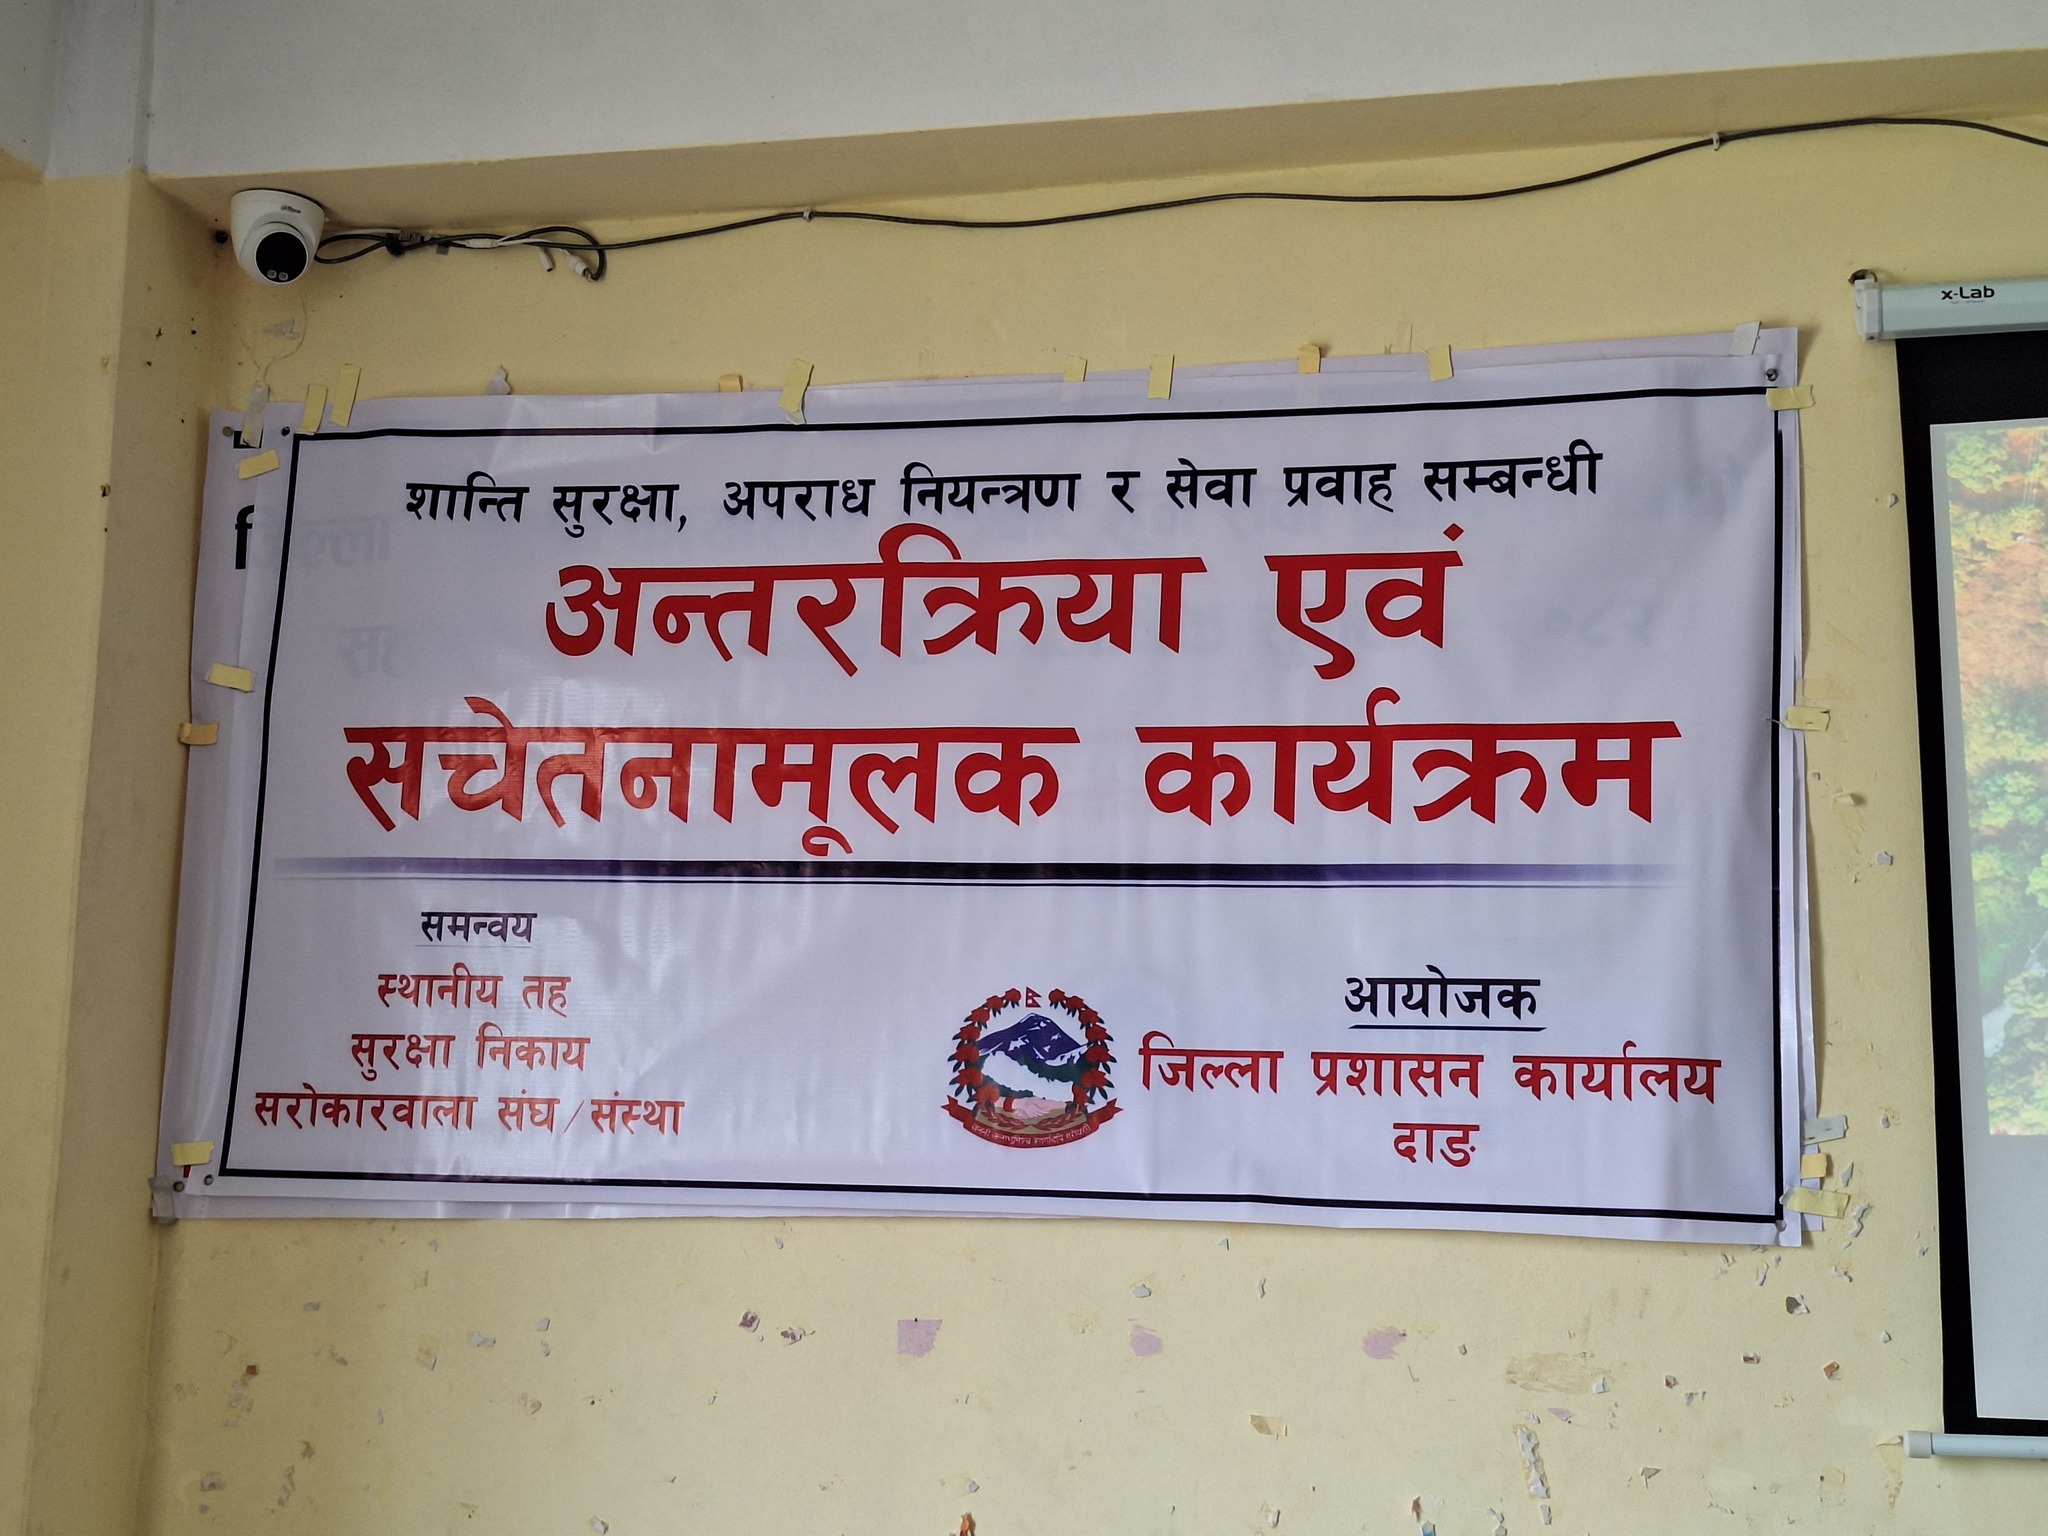 x-Lab
शान्ति सुरक्षा, अपराध नियन्त्रण र सेवा प्रवाह सम्बन्धी
अन्तरक्रिया एवं
सचेतनामूलक कार्यक्रम
समन्वय
स्थानीय तह
सुरक्षा निकाय
सरोकारवाला संघ/संस्था
आयोजक
जिल्ला प्रशासन कार्यालय
दाङ